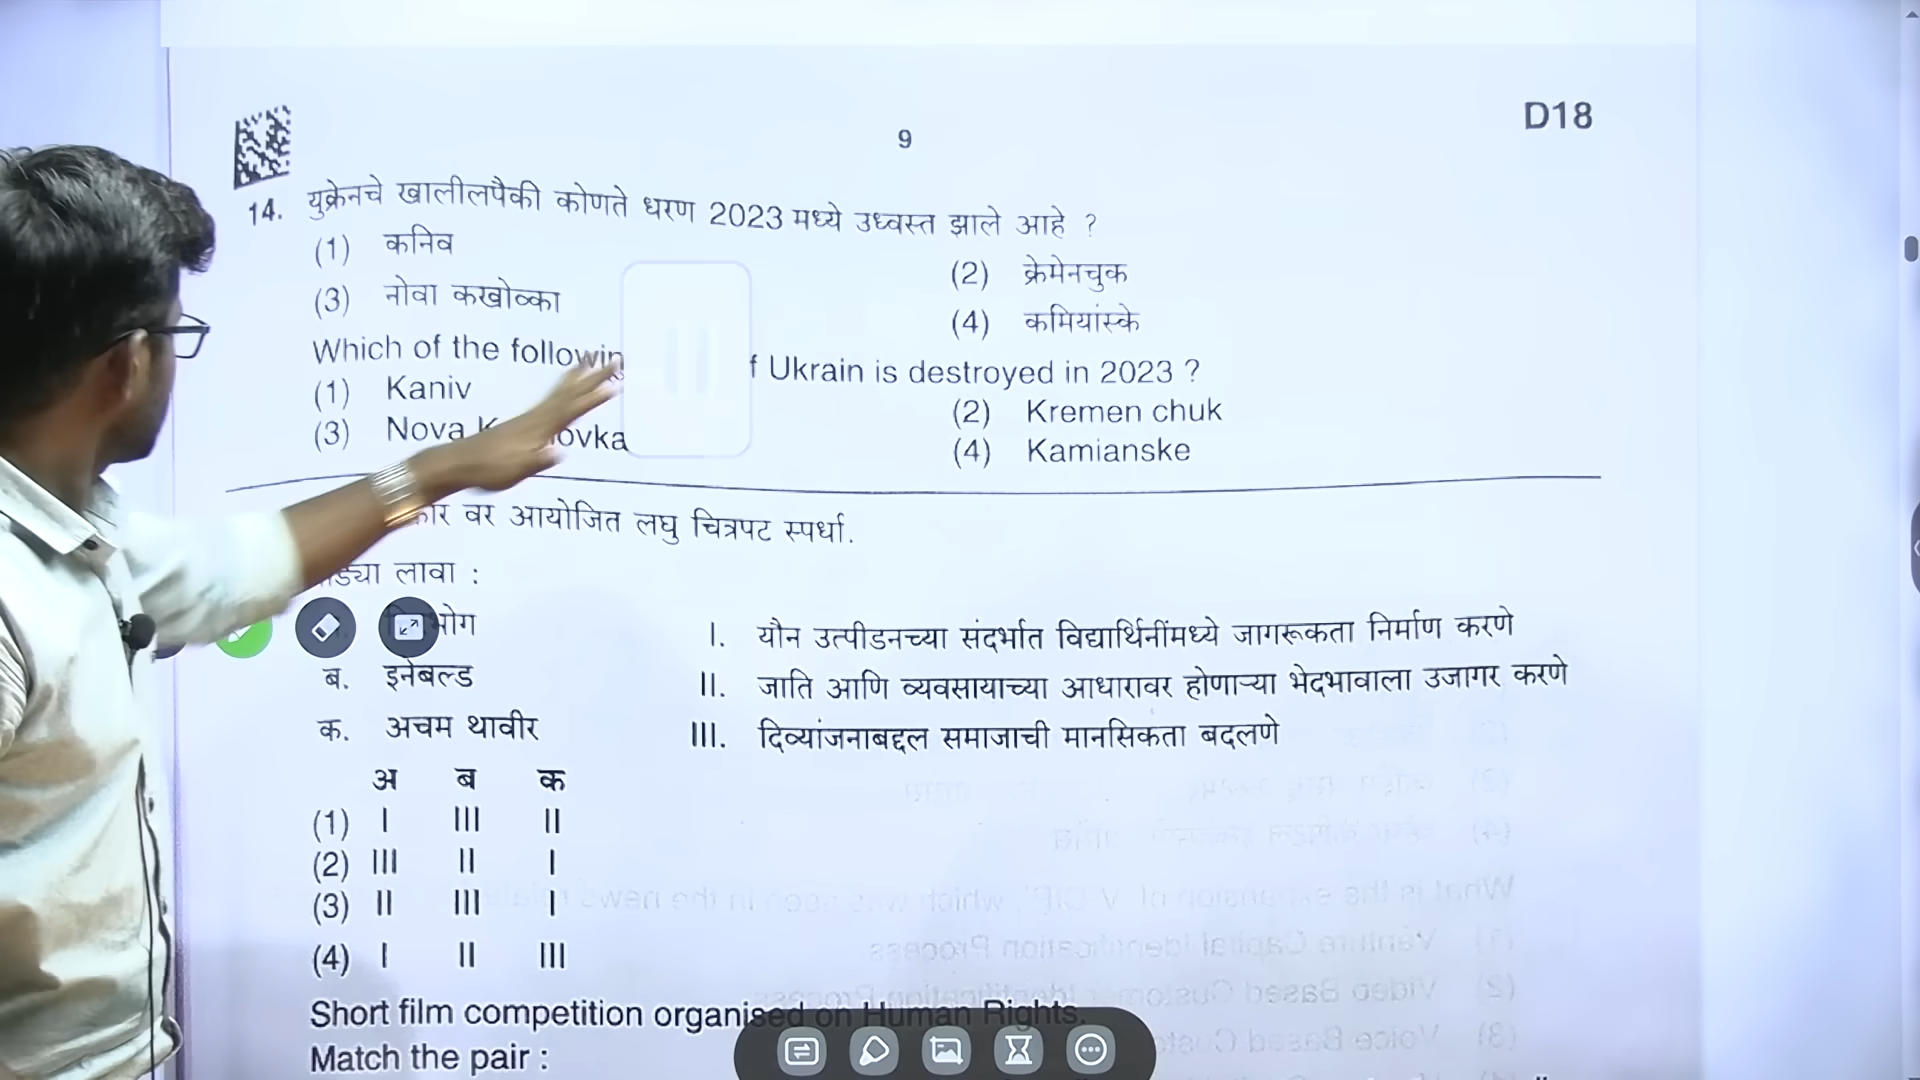 D18
9
14. युक्रेनचे खालीलपैकी कोणते धरण 2023 मध्ये उध्वस्त झाले आहे ?
(1) कनिव
(2) क्रेमेनचुक
(3) नोवा कखोव्का
(4) कमियांस्के
Which of the f Ukrain is destroyed in 2023 ?
(1) Kaniv
(2) Kremen chuk
(3) Nova
(4) Kamianske
वर आयोजित लघु चित्रपट स्पर्धा.
लावा :
I. यौन उत्पीडनच्या संदर्भात विद्यार्थिनींमध्ये जागरूकता निर्माण करणे
ब. इनेबल्ड II. जाति आणि व्यवसायाच्या आधारावर होणाऱ्या भेदभावाला उजागर करणे
क. अचम थावीर III. दिव्यांजनाबद्दल समाजाची मानसिकता बदलणे
अ ब क
(1) I III II
(2) III II I
(3) II III I
(4) I II III
Short film competition organised on Human Rights.
Match the pair :